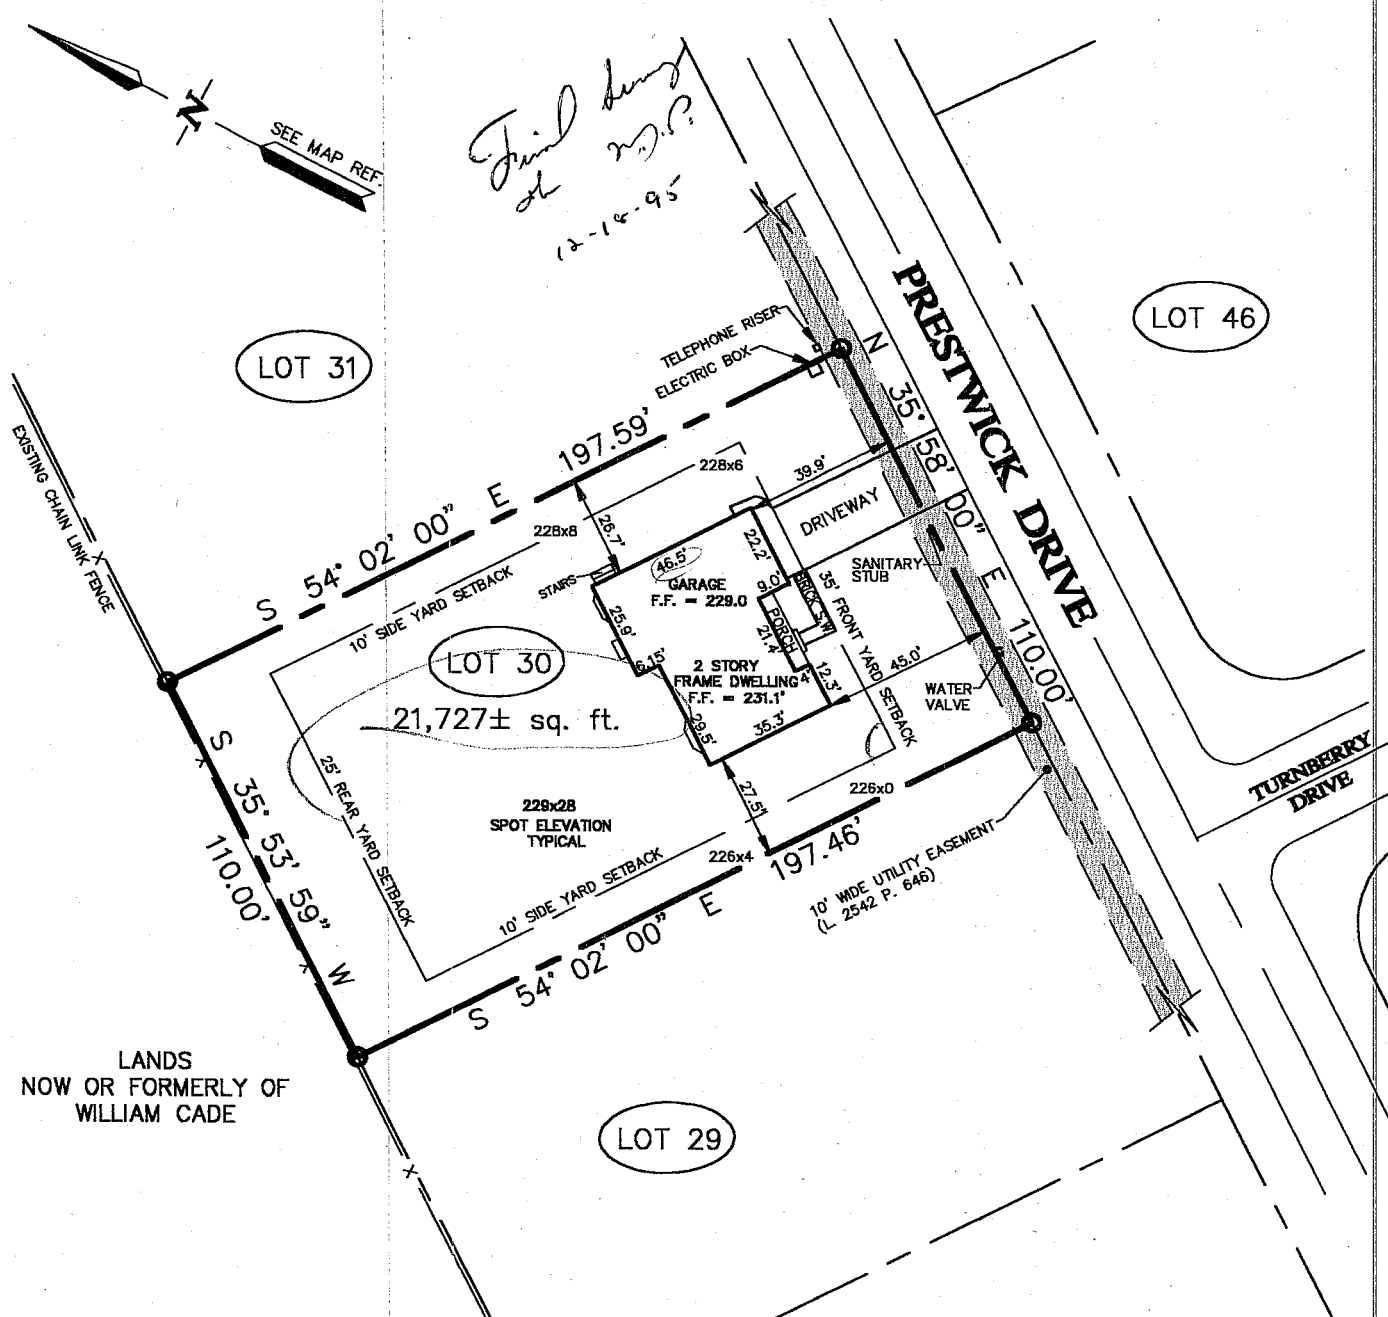 N
SEE MAP REF.
Final
12-18-95
LOT 31
LOT 46
PRESTWICK DRIVE
TELEPHONE RISER
ELECTRIC BOX
EXISTING CHAIN LINK FENCE
S 54° 02' 00" E 197.59'
N 35° 58' 00" E 110.00'
228x6
39.9'
DRIVEWAY
228x8
26.7'
22.2'
46.5'
GARAGE
F.F. = 229.0
STAIRS
10' SIDE YARD SETBACK
SANITARY
STUB
9.0'
BRICK S.W.
35' FRONT YARD SETBACK
PORCH
21.4'
25.9'
6.15'
LOT 30
21,727± sq. ft.
2 STORY
FRAME DWELLING
F.F. = 231.1'
4'
12.3'
45.0'
WATER
VALVE
29.5'
35.3'
27.5'
S 35° 53' 59" W
110.00'
25' REAR YARD SETBACK
229x28
SPOT ELEVATION
TYPICAL
226x0
226x4
10' SIDE YARD SETBACK
S 54° 02' 00" E 197.46'
10' WIDE UTILITY EASEMENT
(L. 2542 P. 646)
TURNBERRY
DRIVE
LANDS
NOW OR FORMERLY OF
WILLIAM CADE
LOT 29